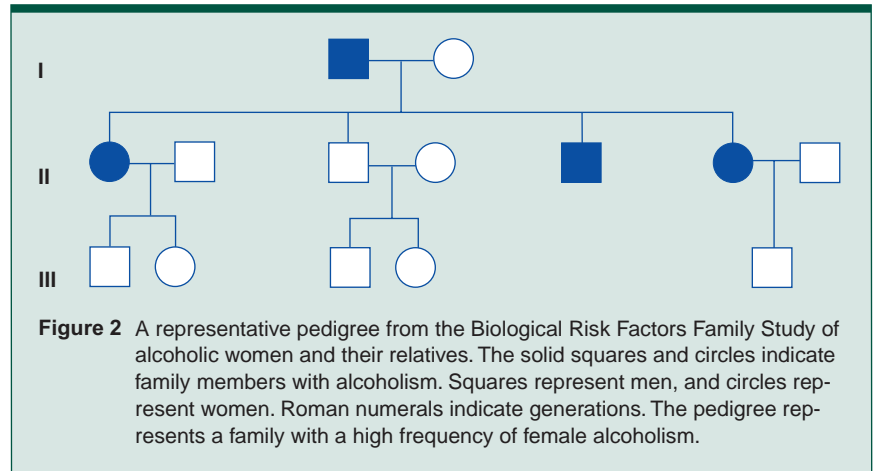 I
II
III
Figure 2 A representative pedigree from the Biological Risk Factors Family Study of
alcoholic women and their relatives. The solid squares and circles indicate
family members with alcoholism. Squares represent men, and circles rep-
resent women. Roman numerals indicate generations. The pedigree rep-
resents a family with a high frequency of female alcoholism.